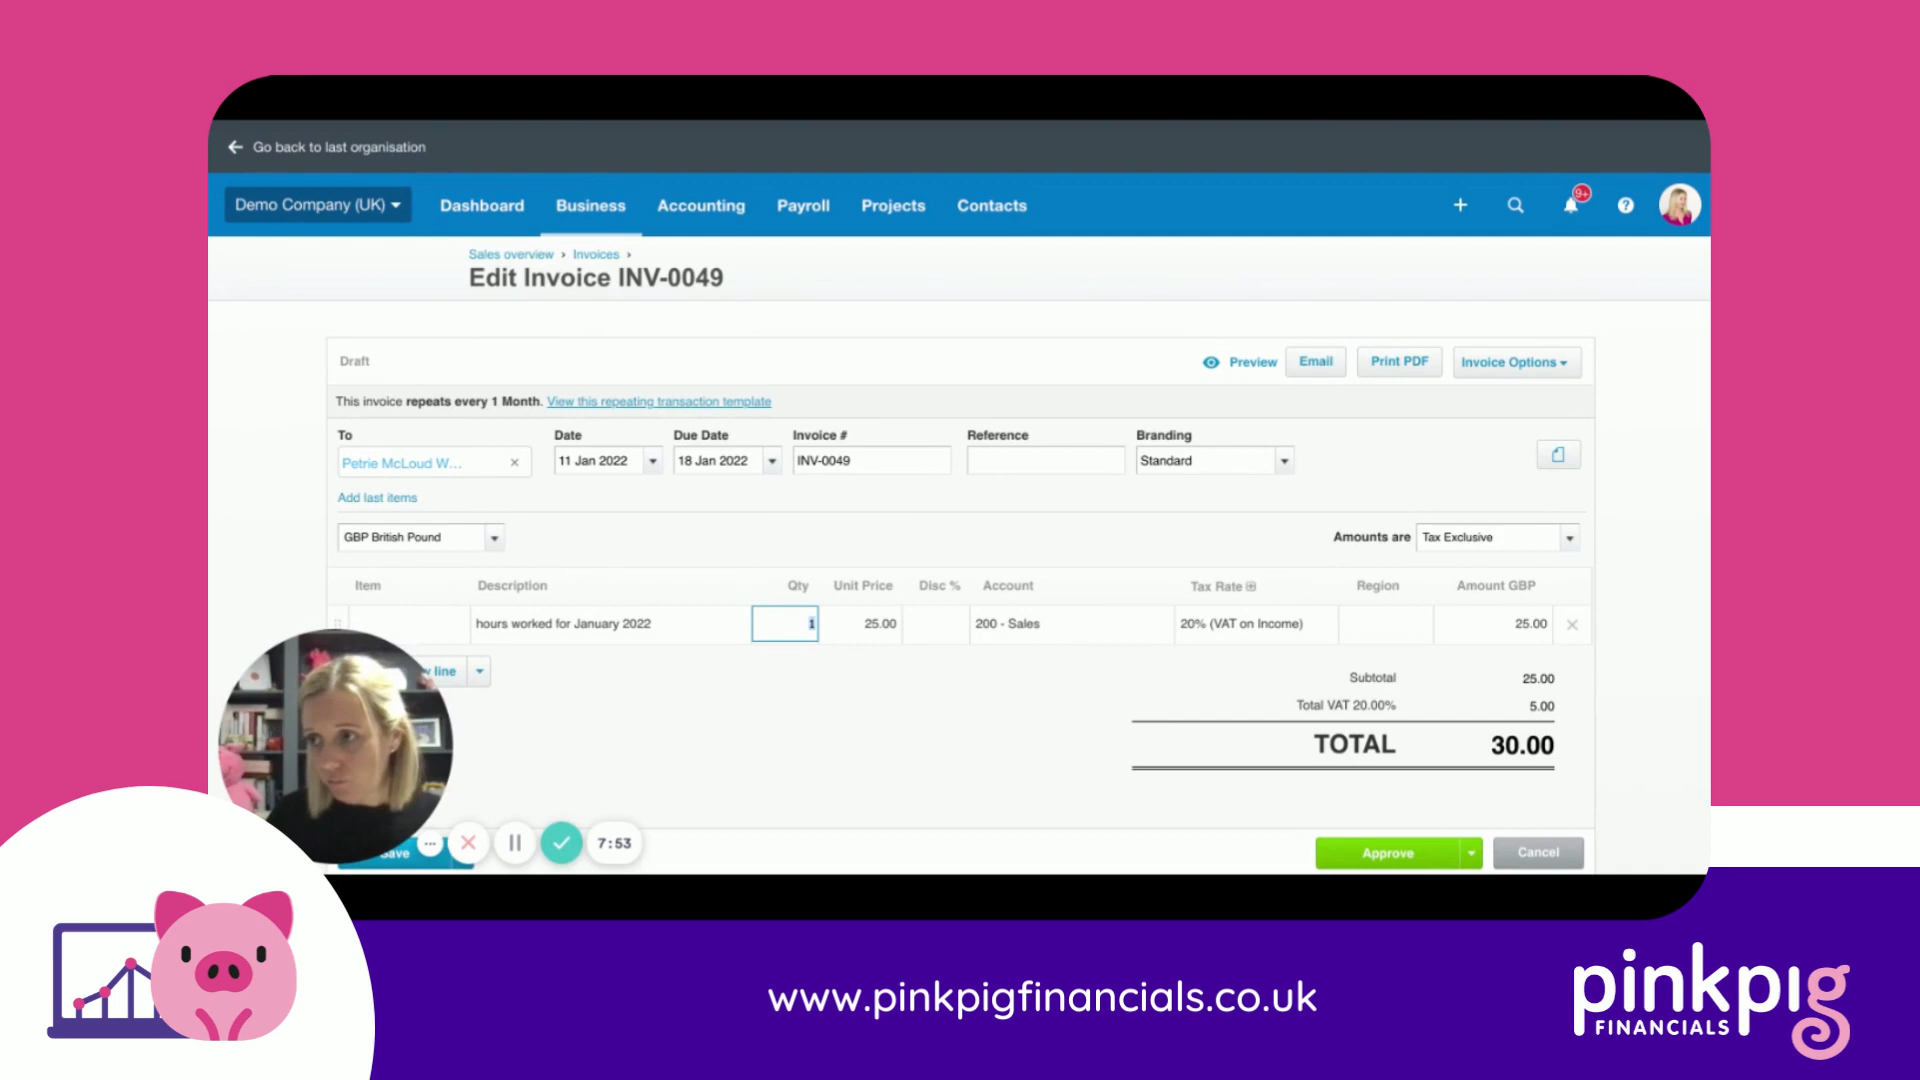 Go back to last organisation
Demo Company (UK)
Dashboard Business Accounting Payroll Projects Contacts
9+
Sales overview › Invoices ›
Edit Invoice INV-0049
Draft
Preview Email Print PDF Invoice Options
This invoice repeats every 1 Month. View this repeating transaction template
To Date Due Date Invoice # Reference Branding
Petrie McLoud W... 11 Jan 2022 18 Jan 2022 INV-0049 Standard
Add last items
GBP British Pound Amounts are Tax Exclusive
Item Description Qty Unit Price Disc % Account Tax Rate Region Amount GBP
hours worked for January 2022 1 25.00 200 - Sales 20% (VAT on Income) 25.00
line
Subtotal 25.00
Total VAT 20.00% 5.00
TOTAL 30.00
7:53
Approve Cancel
www.pinkpigfinancials.co.uk
pinkpig
FINANCIALS